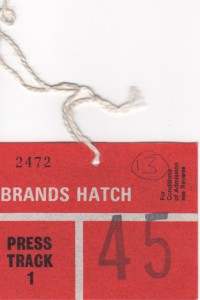 2472
13
For
Conditions
of Admission
see Reverse
BRANDS HATCH
PRESS
TRACK
1
45